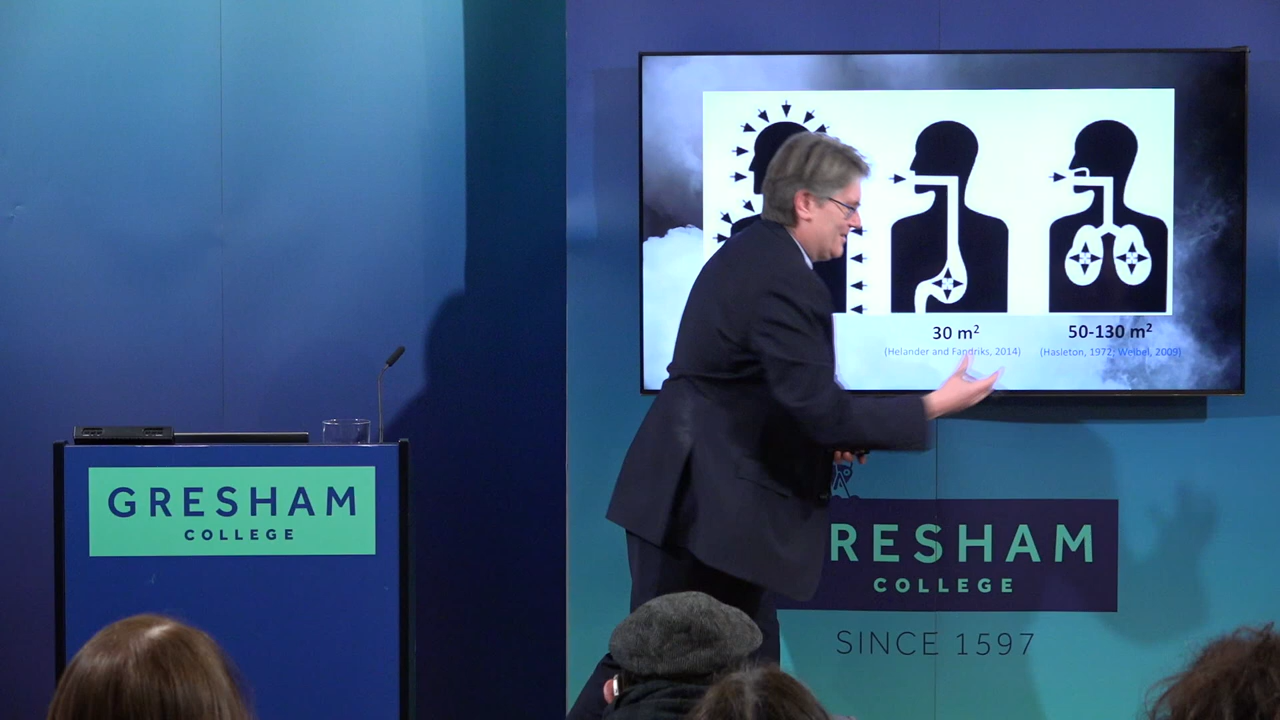 30 m²
50-130 m²
(Helander and Fandriks, 2014)
(Hasleton, 1972; Weibel, 2009)
GRESHAM
COLLEGE
RESHAM
COLLEGE
SINCE 1597